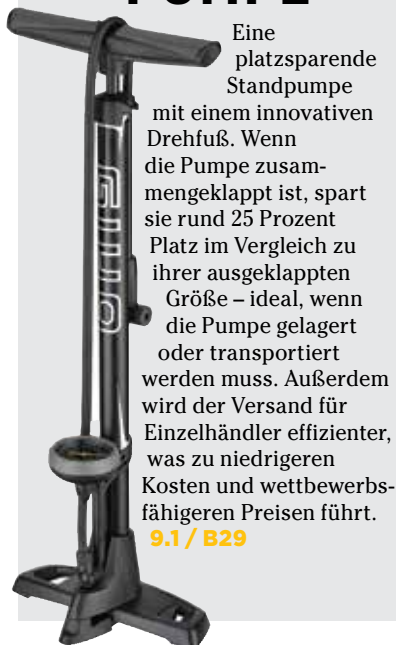 PUMPE
Eine
platzsparende
Standpumpe
mit einem innovativen
Drehfuß. Wenn
die Pumpe zusam-
mengeklappt ist, spart
sie rund 25 Prozent
Platz im Vergleich zu
ihrer ausgeklappten
Größe – ideal, wenn
die Pumpe gelagert
oder transportiert
werden muss. Außerdem
wird der Versand für
Einzelhändler effizienter,
was zu niedrigeren
Kosten und wettbewerbs-
fähigeren Preisen führt.
9.1 / B29